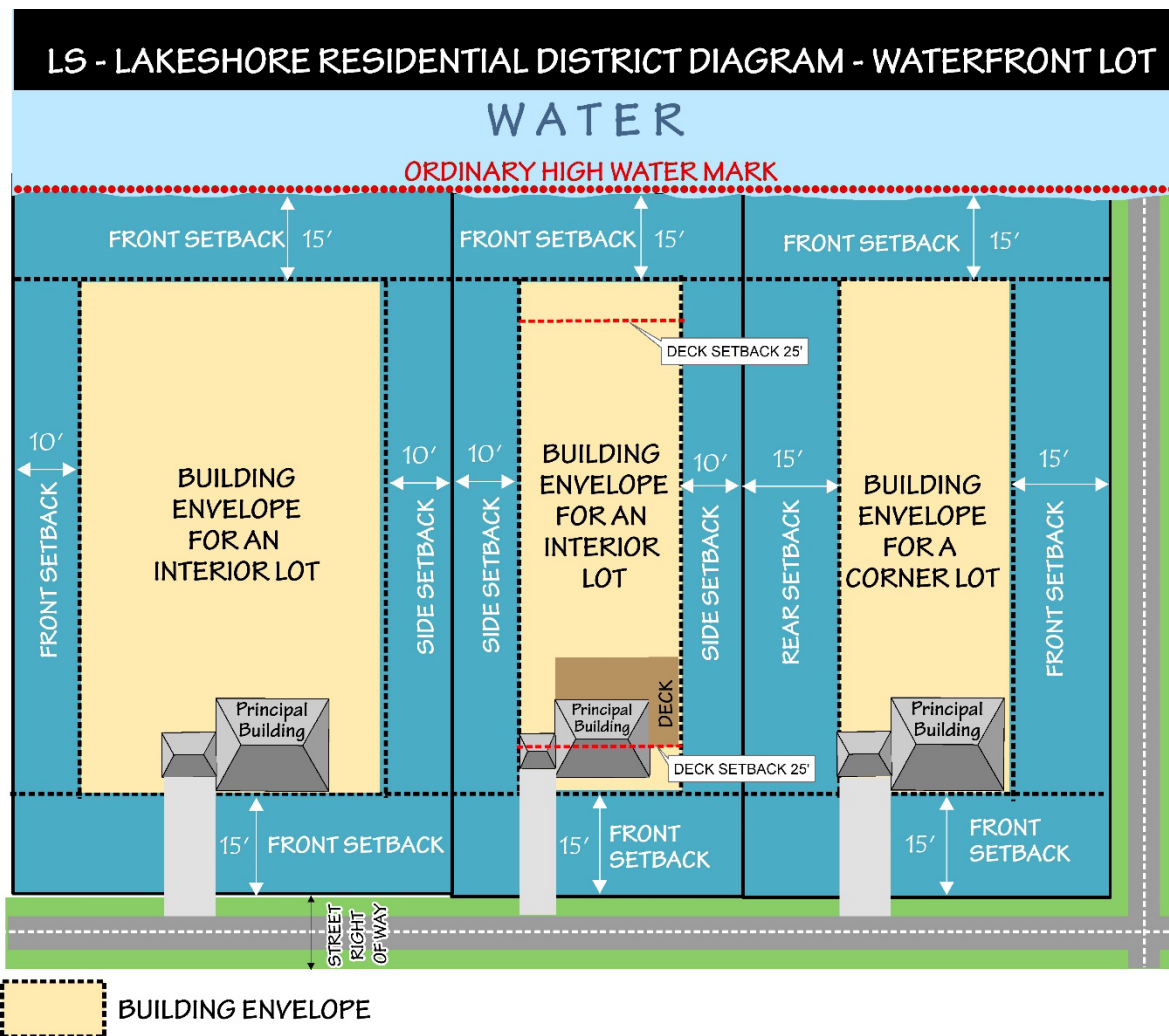 LS - LAKESHORE RESIDENTIAL DISTRICT DIAGRAM - WATERFRONT LOT
WATER
ORDINARY HIGH WATER MARK
FRONT SETBACK 15'
FRONT SETBACK 15'
FRONT SETBACK 15'
DECK SETBACK 25'
10'
FRONT SETBACK
BUILDING
ENVELOPE
FOR AN
INTERIOR LOT
10'
SIDE SETBACK
10'
SIDE SETBACK
BUILDING
ENVELOPE
FOR AN
INTERIOR
LOT
10'
SIDE SETBACK
15'
REAR SETBACK
BUILDING
ENVELOPE
FOR A
CORNER LOT
15'
FRONT SETBACK
Principal
Building
Principal
Building
DECK
Principal
Building
DECK SETBACK 25'
15' FRONT SETBACK
15' FRONT
SETBACK
15' FRONT
SETBACK
STREET
RIGHT
OF WAY
BUILDING ENVELOPE